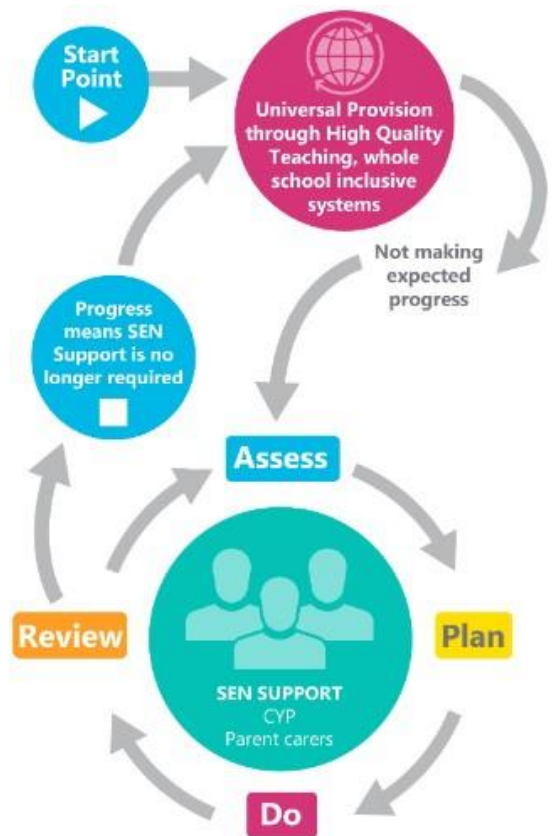 Start
Point
Universal Provision
through High Quality
Teaching, whole
school inclusive
systems
Not making
expected
progress
Progress
means SEN
Support is no
longer required
Assess
Review
Plan
SEN SUPPORT
CYP
Parent carers
Do